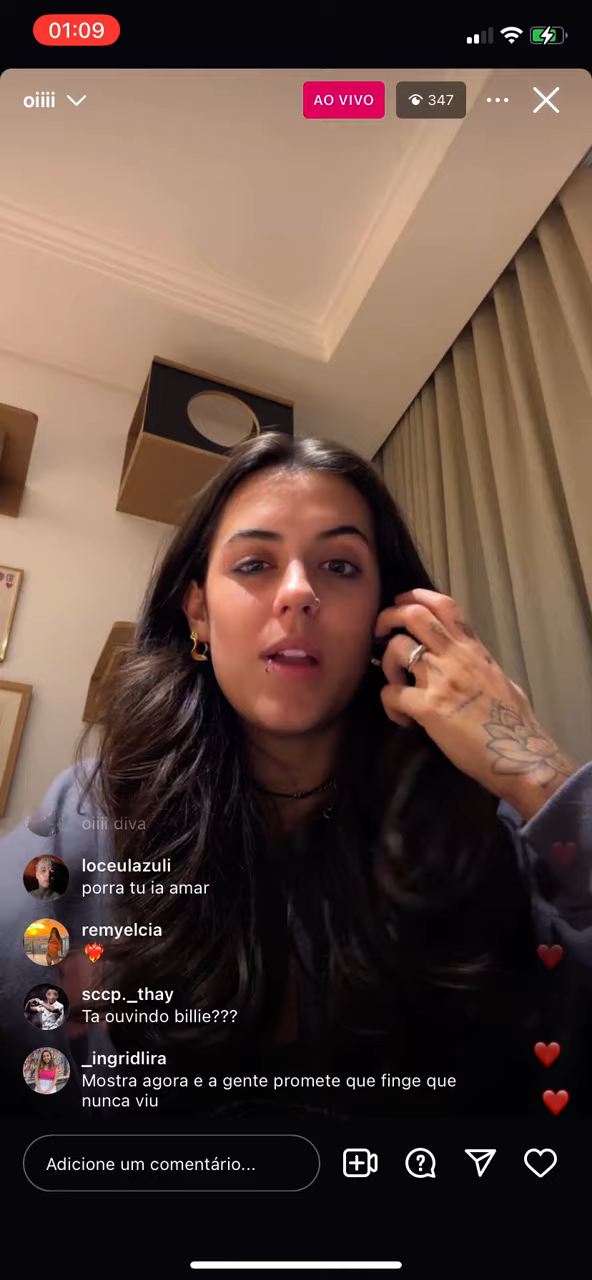 01:09
oiiii
AO VIVO
347
oiiii diva
loceulazuli
porra tu ia amar
remyelcia
sccp._thay
Ta ouvindo billie???
_ingridlira
Mostra agora e a gente promete que finge que
nunca viu
Adicione um comentário...